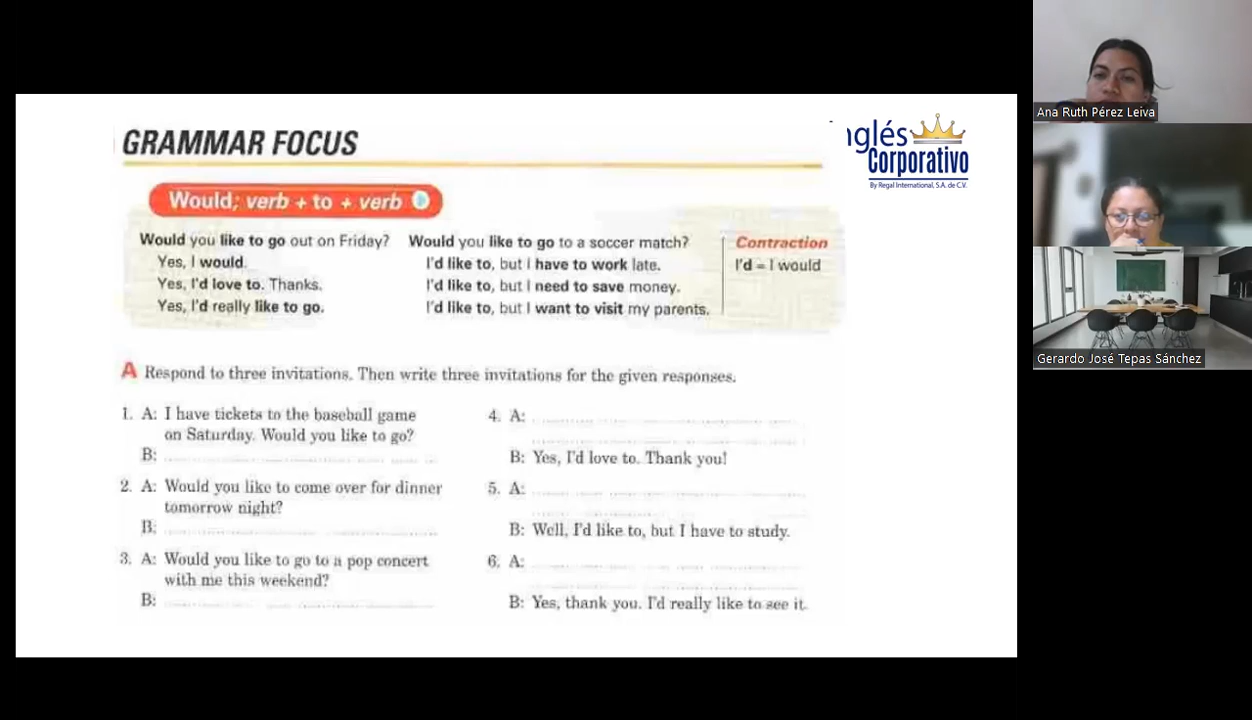 GRAMMAR FOCUS
nglés
Corporativo
By Regal International, S.A. de C.V.
Would; verb + to + verb
Would you like to go out on Friday?
Yes, I would.
Yes, I'd love to. Thanks.
Yes, I'd really like to go.
Would you like to go to a soccer match?
I'd like to, but I have to work late.
I'd like to, but I need to save money.
I'd like to, but I want to visit my parents.
Contraction
I'd = I would
A Respond to three invitations. Then write three invitations for the given responses.
1. A: I have tickets to the baseball game
on Saturday. Would you like to go?
B:
2. A: Would you like to come over for dinner
tomorrow night?
B:
3. A: Would you like to go to a pop concert
with me this weekend?
B:
4. A:
B: Yes, I'd love to. Thank you!
5. A:
B: Well, I'd like to, but I have to study.
6. A:
B: Yes, thank you. I'd really like to see it.
Ana Ruth Pérez Leiva
Gerardo José Tepas Sánchez